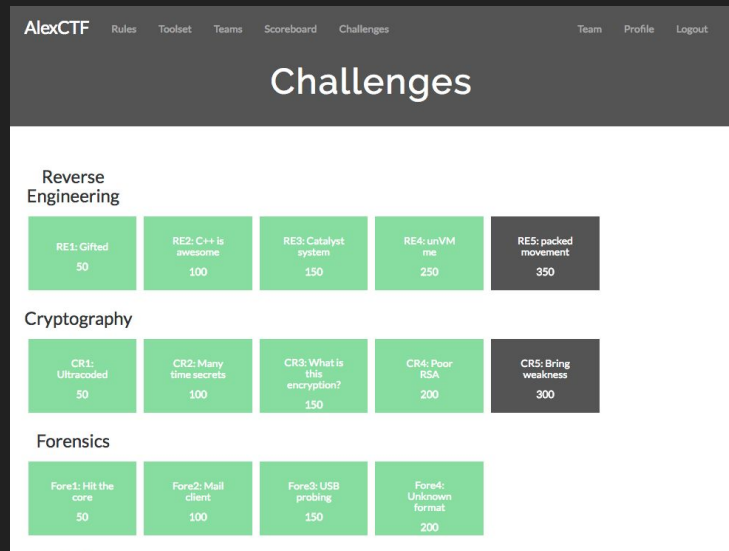 AlexCTF Rules Toolset Teams Scoreboard Challenges Team Profile Logout
Challenges
Reverse
Engineering
RE1: Gifted
50
RE2: C++ is
awesome
100
RE3: Catalyst
system
150
RE4: unVM
me
250
RE5: packed
movement
350
Cryptography
CR1:
Ultracoded
50
CR2: Many
time secrets
100
CR3: What is
this
encryption?
150
CR4: Poor
RSA
200
CR5: Bring
weakness
300
Forensics
Fore1: Hit the
core
50
Fore2: Mail
client
100
Fore3: USB
probing
150
Fore4:
Unknown
format
200